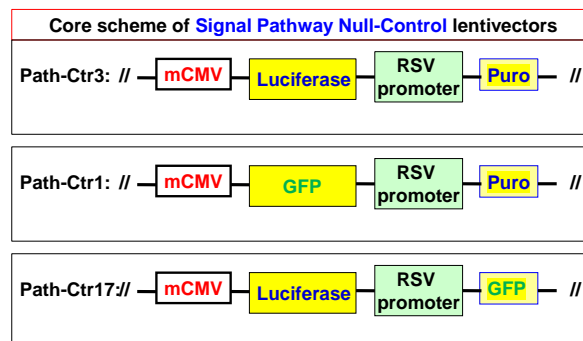 Core scheme of Signal Pathway Null-Control lentivectors
Path-Ctr3: // mCMV Luciferase RSV promoter Puro //
Path-Ctr1: // mCMV GFP RSV promoter Puro //
Path-Ctr17:// mCMV Luciferase RSV promoter GFP //